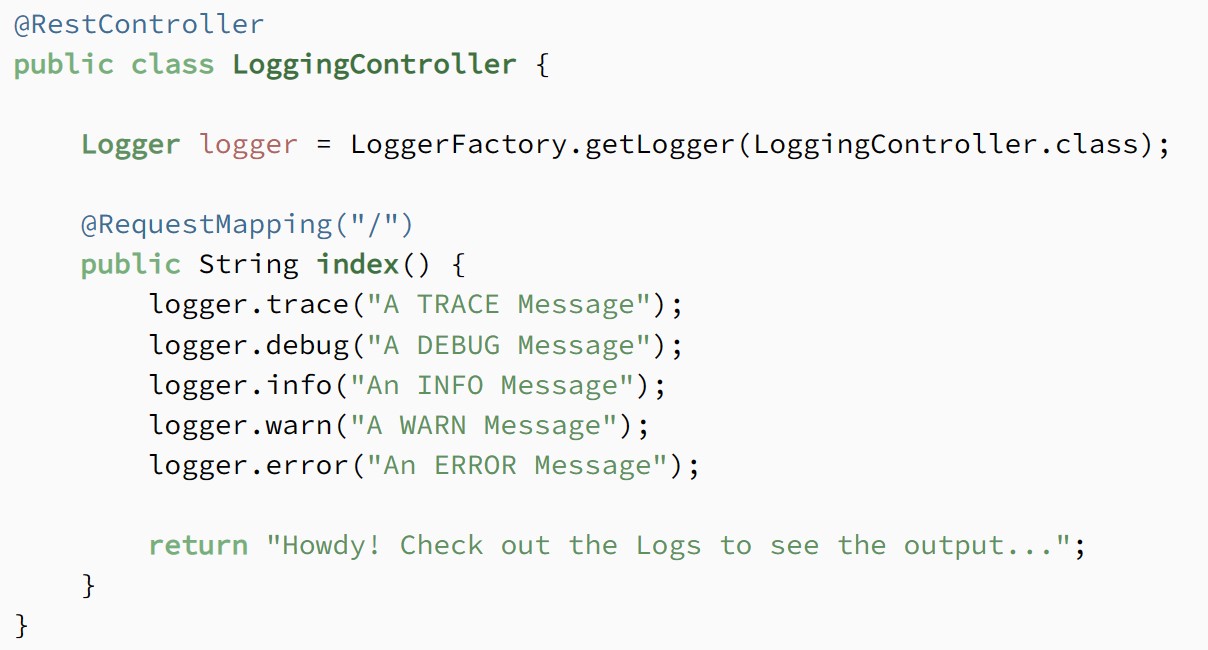 @RestController
public class LoggingController {
    Logger logger = LoggerFactory.getLogger(LoggingController.class);
    @RequestMapping("/")
    public String index() {
        logger.trace("A TRACE Message");
        logger.debug("A DEBUG Message");
        logger.info("An INFO Message");
        logger.warn("A WARN Message");
        logger.error("An ERROR Message");
        return "Howdy! Check out the Logs to see the output...";
    }
}